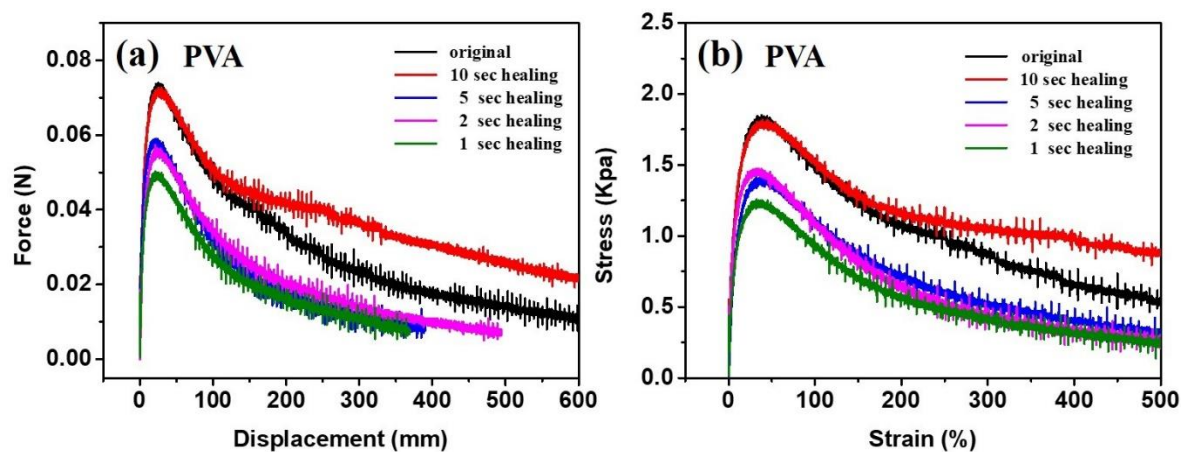 (a) PVA
original
10 sec healing
5 sec healing
2 sec healing
1 sec healing
Force (N)
0.08
0.06
0.04
0.02
0.00
0 100 200 300 400 500 600
Displacement (mm)
(b) PVA
original
10 sec healing
5 sec healing
2 sec healing
1 sec healing
Stress (Kpa)
2.5
2.0
1.5
1.0
0.5
0.0
0 100 200 300 400 500
Strain (%)